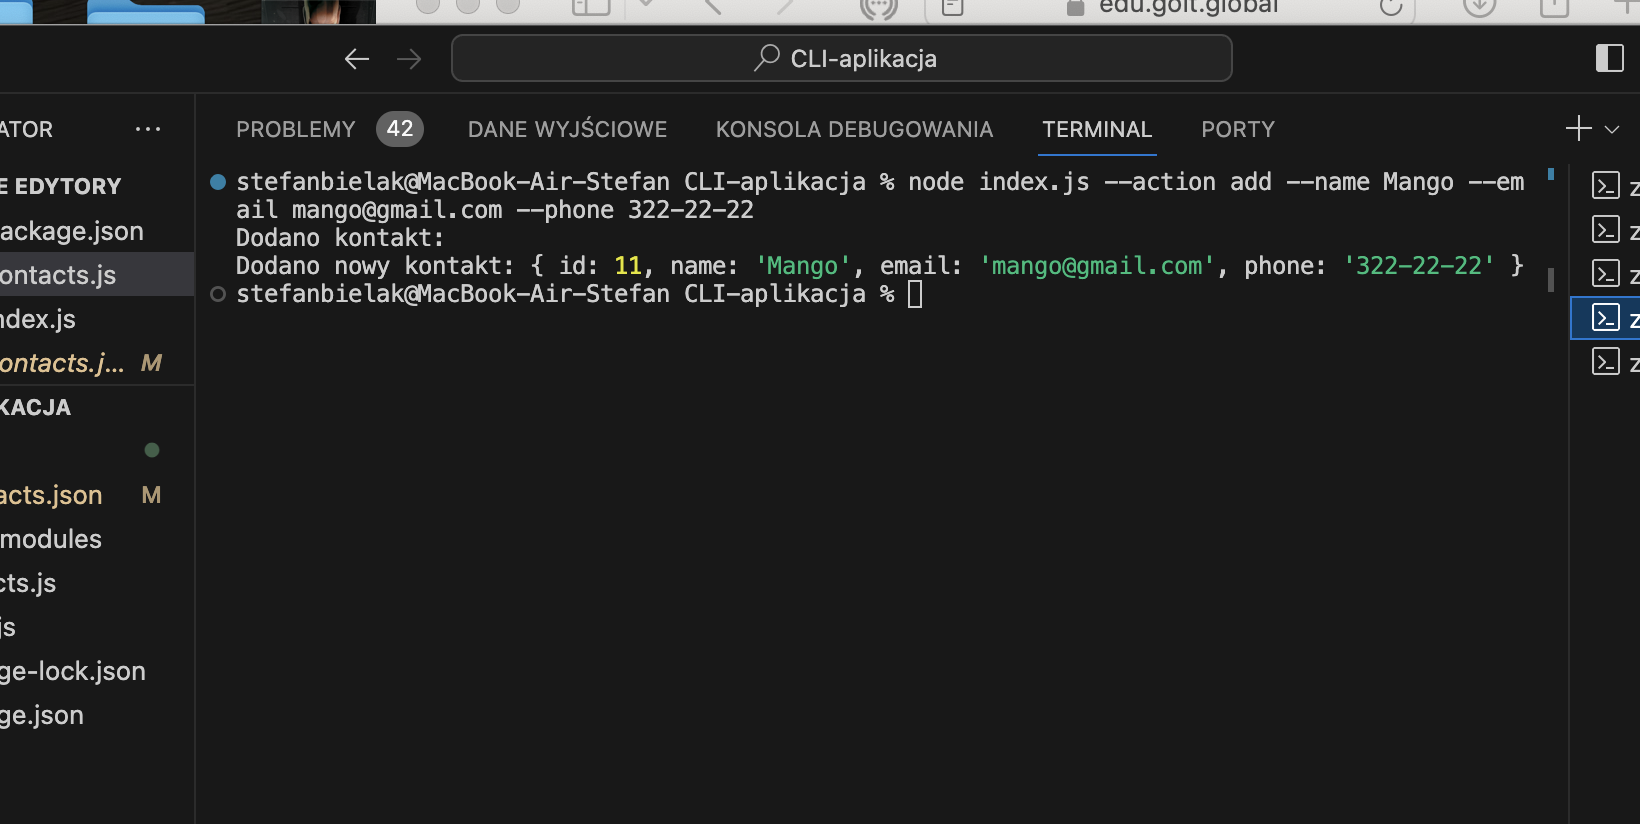 edu.goit.global
CLI-aplikacja
ATOR ...
PROBLEMY 42 DANE WYJŚCIOWE KONSOLA DEBUGOWANIA TERMINAL PORTY
E EDYTORY
ackage.json
ontacts.js
ndex.js
ontacts.j... M
KACJA
acts.json M
modules
cts.js
js
ge-lock.json
ge.json
stefanbielak@MacBook-Air-Stefan CLI-aplikacja % node index.js --action add --name Mango --em
ail mango@gmail.com --phone 322-22-22
Dodano kontakt:
Dodano nowy kontakt: { id: 11, name: 'Mango', email: 'mango@gmail.com', phone: '322-22-22' }
stefanbielak@MacBook-Air-Stefan CLI-aplikacja %
z
z
z
z
z